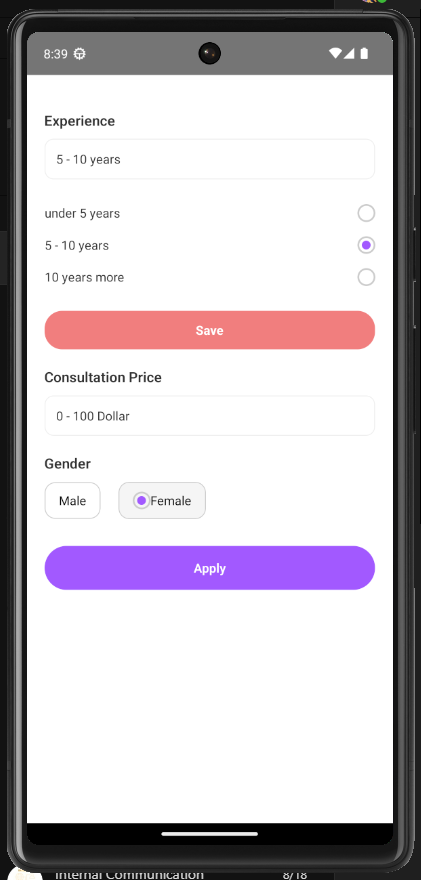 8:39
Experience
5 - 10 years
under 5 years
5 - 10 years
10 years more
Save
Consultation Price
0 - 100 Dollar
Gender
Male Female
Apply
Internal Communication 8/18